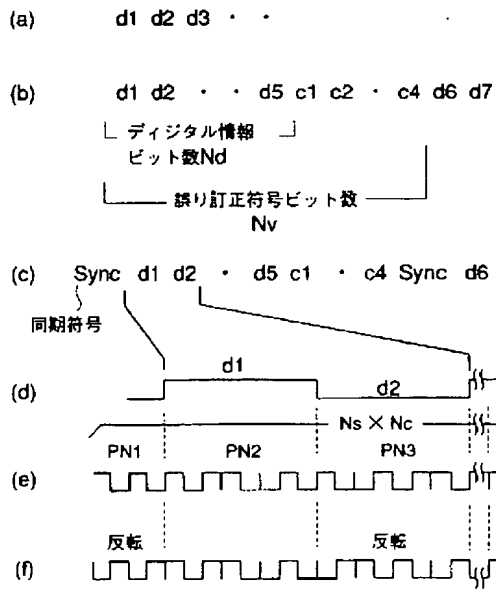 (a) d1 d2 d3 ・ ・
(b) d1 d2 ・ ・ d5 c1 c2 ・ c4 d6 d7
ディジタル情報
ビット数Nd
誤り訂正符号ビット数
Nv
(c) Sync d1 d2 ・ d5 c1 ・ c4 Sync d6
同期符号
d1
(d) d2
Ns × Nc
PN1 PN2 PN3
(e)
反転 反転
(f)